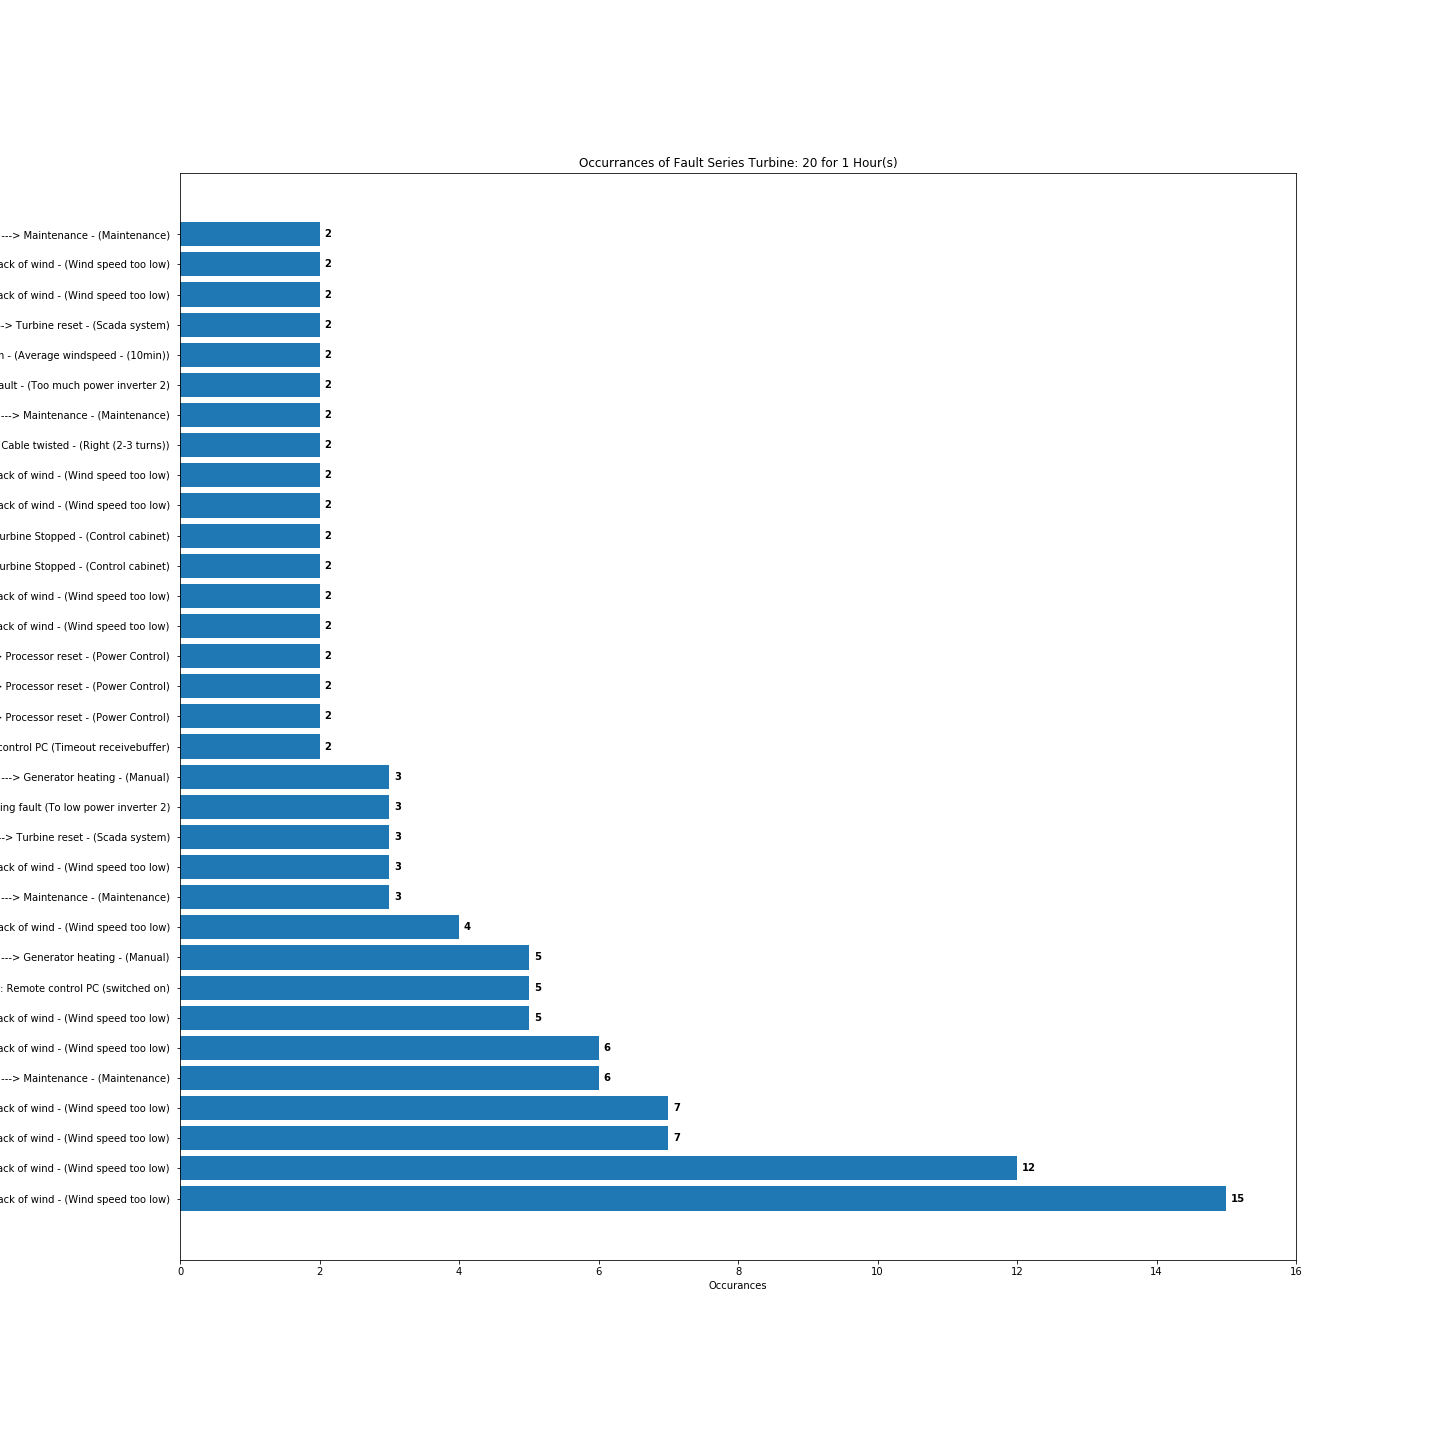 Occurrances of Fault Series Turbine: 20 for 1 Hour(s)
---> Maintenance - (Maintenance) 2
ack of wind - (Wind speed too low) 2
ack of wind - (Wind speed too low) 2
-> Turbine reset - (Scada system) 2
n - (Average windspeed - (10min)) 2
ault - (Too much power inverter 2) 2
---> Maintenance - (Maintenance) 2
Cable twisted - (Right (2-3 turns)) 2
ack of wind - (Wind speed too low) 2
ack of wind - (Wind speed too low) 2
urbine Stopped - (Control cabinet) 2
urbine Stopped - (Control cabinet) 2
ack of wind - (Wind speed too low) 2
ack of wind - (Wind speed too low) 2
> Processor reset - (Power Control) 2
> Processor reset - (Power Control) 2
> Processor reset - (Power Control) 2
control PC (Timeout receivebuffer) 2
---> Generator heating - (Manual) 3
ing fault (To low power inverter 2) 3
-> Turbine reset - (Scada system) 3
ack of wind - (Wind speed too low) 3
---> Maintenance - (Maintenance) 3
ack of wind - (Wind speed too low) 4
---> Generator heating - (Manual) 5
: Remote control PC (switched on) 5
ack of wind - (Wind speed too low) 5
ack of wind - (Wind speed too low) 6
---> Maintenance - (Maintenance) 6
ack of wind - (Wind speed too low) 7
ack of wind - (Wind speed too low) 7
ack of wind - (Wind speed too low) 12
ack of wind - (Wind speed too low) 15
0 2 4 6 8 10 12 14 16
Occurances